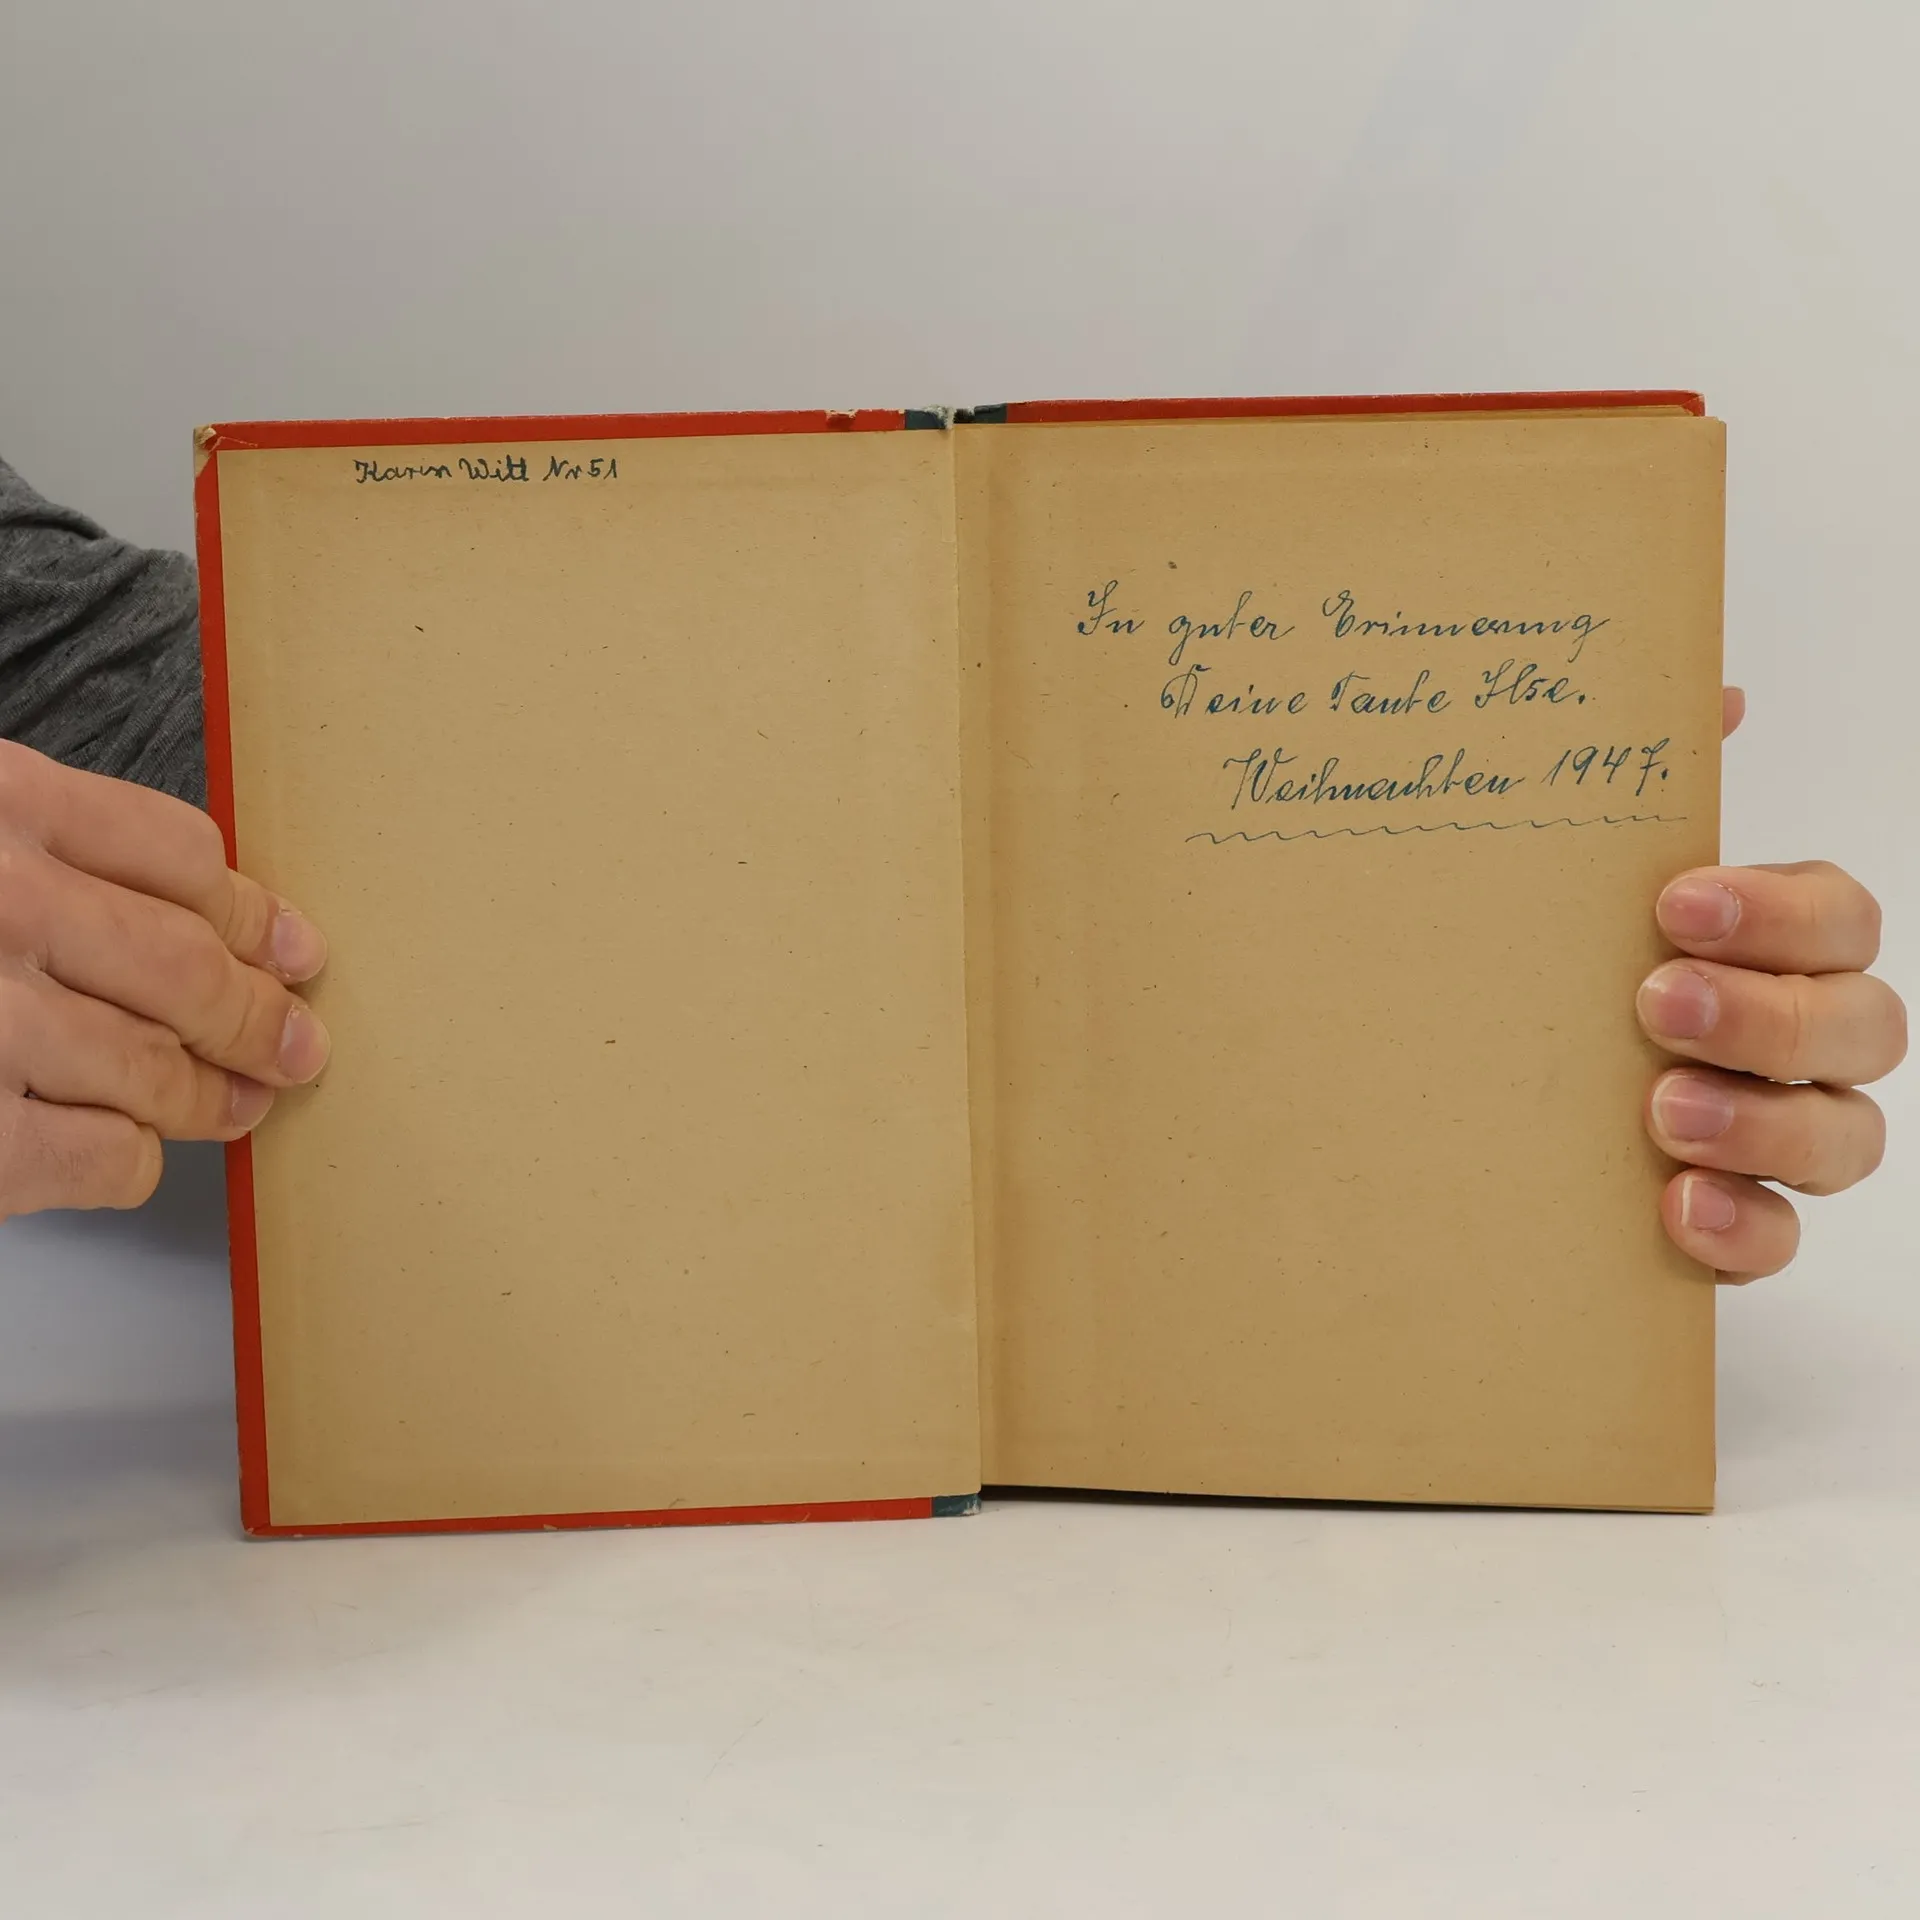 Karin Witt Nr 51
In guter Erinnerung
Deine Tante Ilse.
Weihnachten 1947.